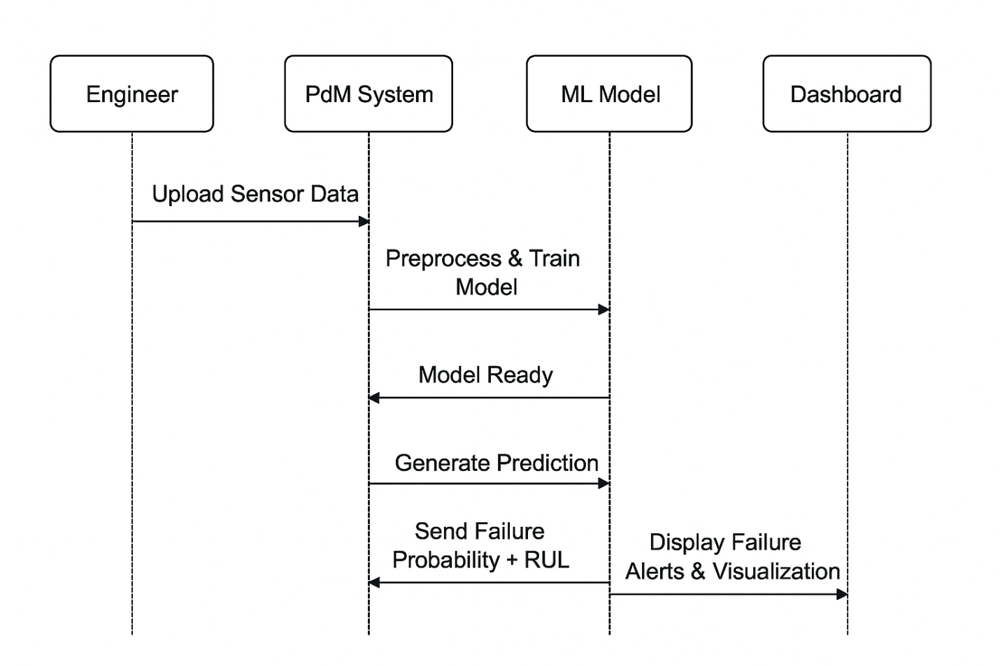 Engineer
PdM System
ML Model
Dashboard
Upload Sensor Data
Preprocess & Train
Model
Model Ready
Generate Prediction
Send Failure
Probability + RUL
Display Failure
Alerts & Visualization